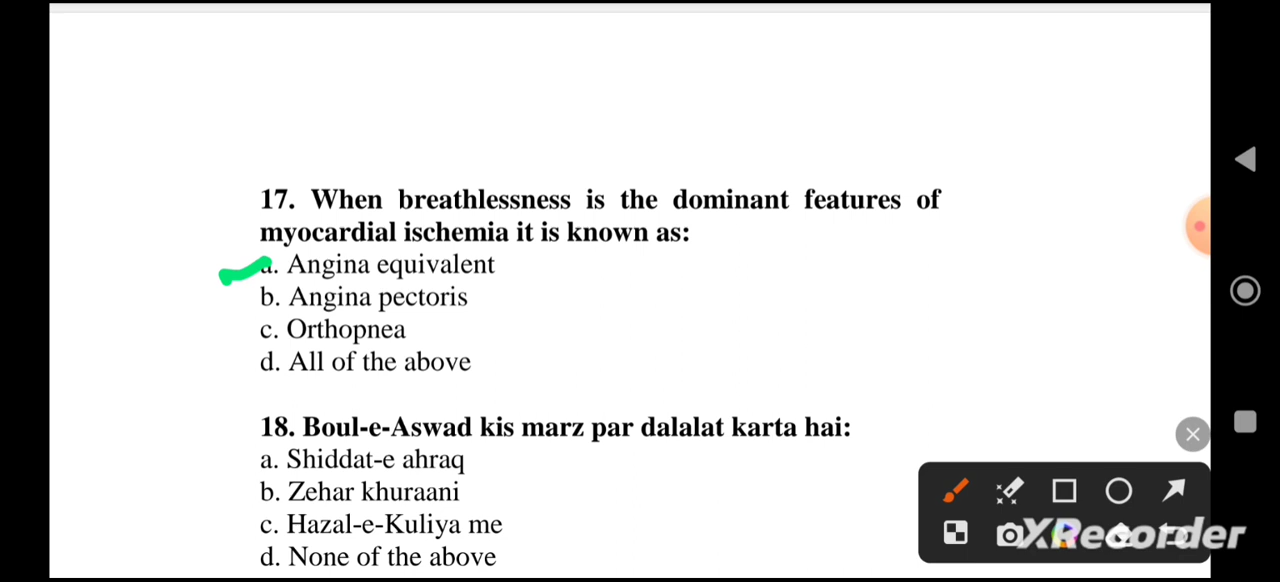 17. When breathlessness is the dominant features of
myocardial ischemia it is known as:
a. Angina equivalent
b. Angina pectoris
c. Orthopnea
d. All of the above
18. Boul-e-Aswad kis marz par dalalat karta hai:
a. Shiddat-e ahraq
b. Zehar khuraani
c. Hazal-e-Kuliya me
d. None of the above
XRecorder